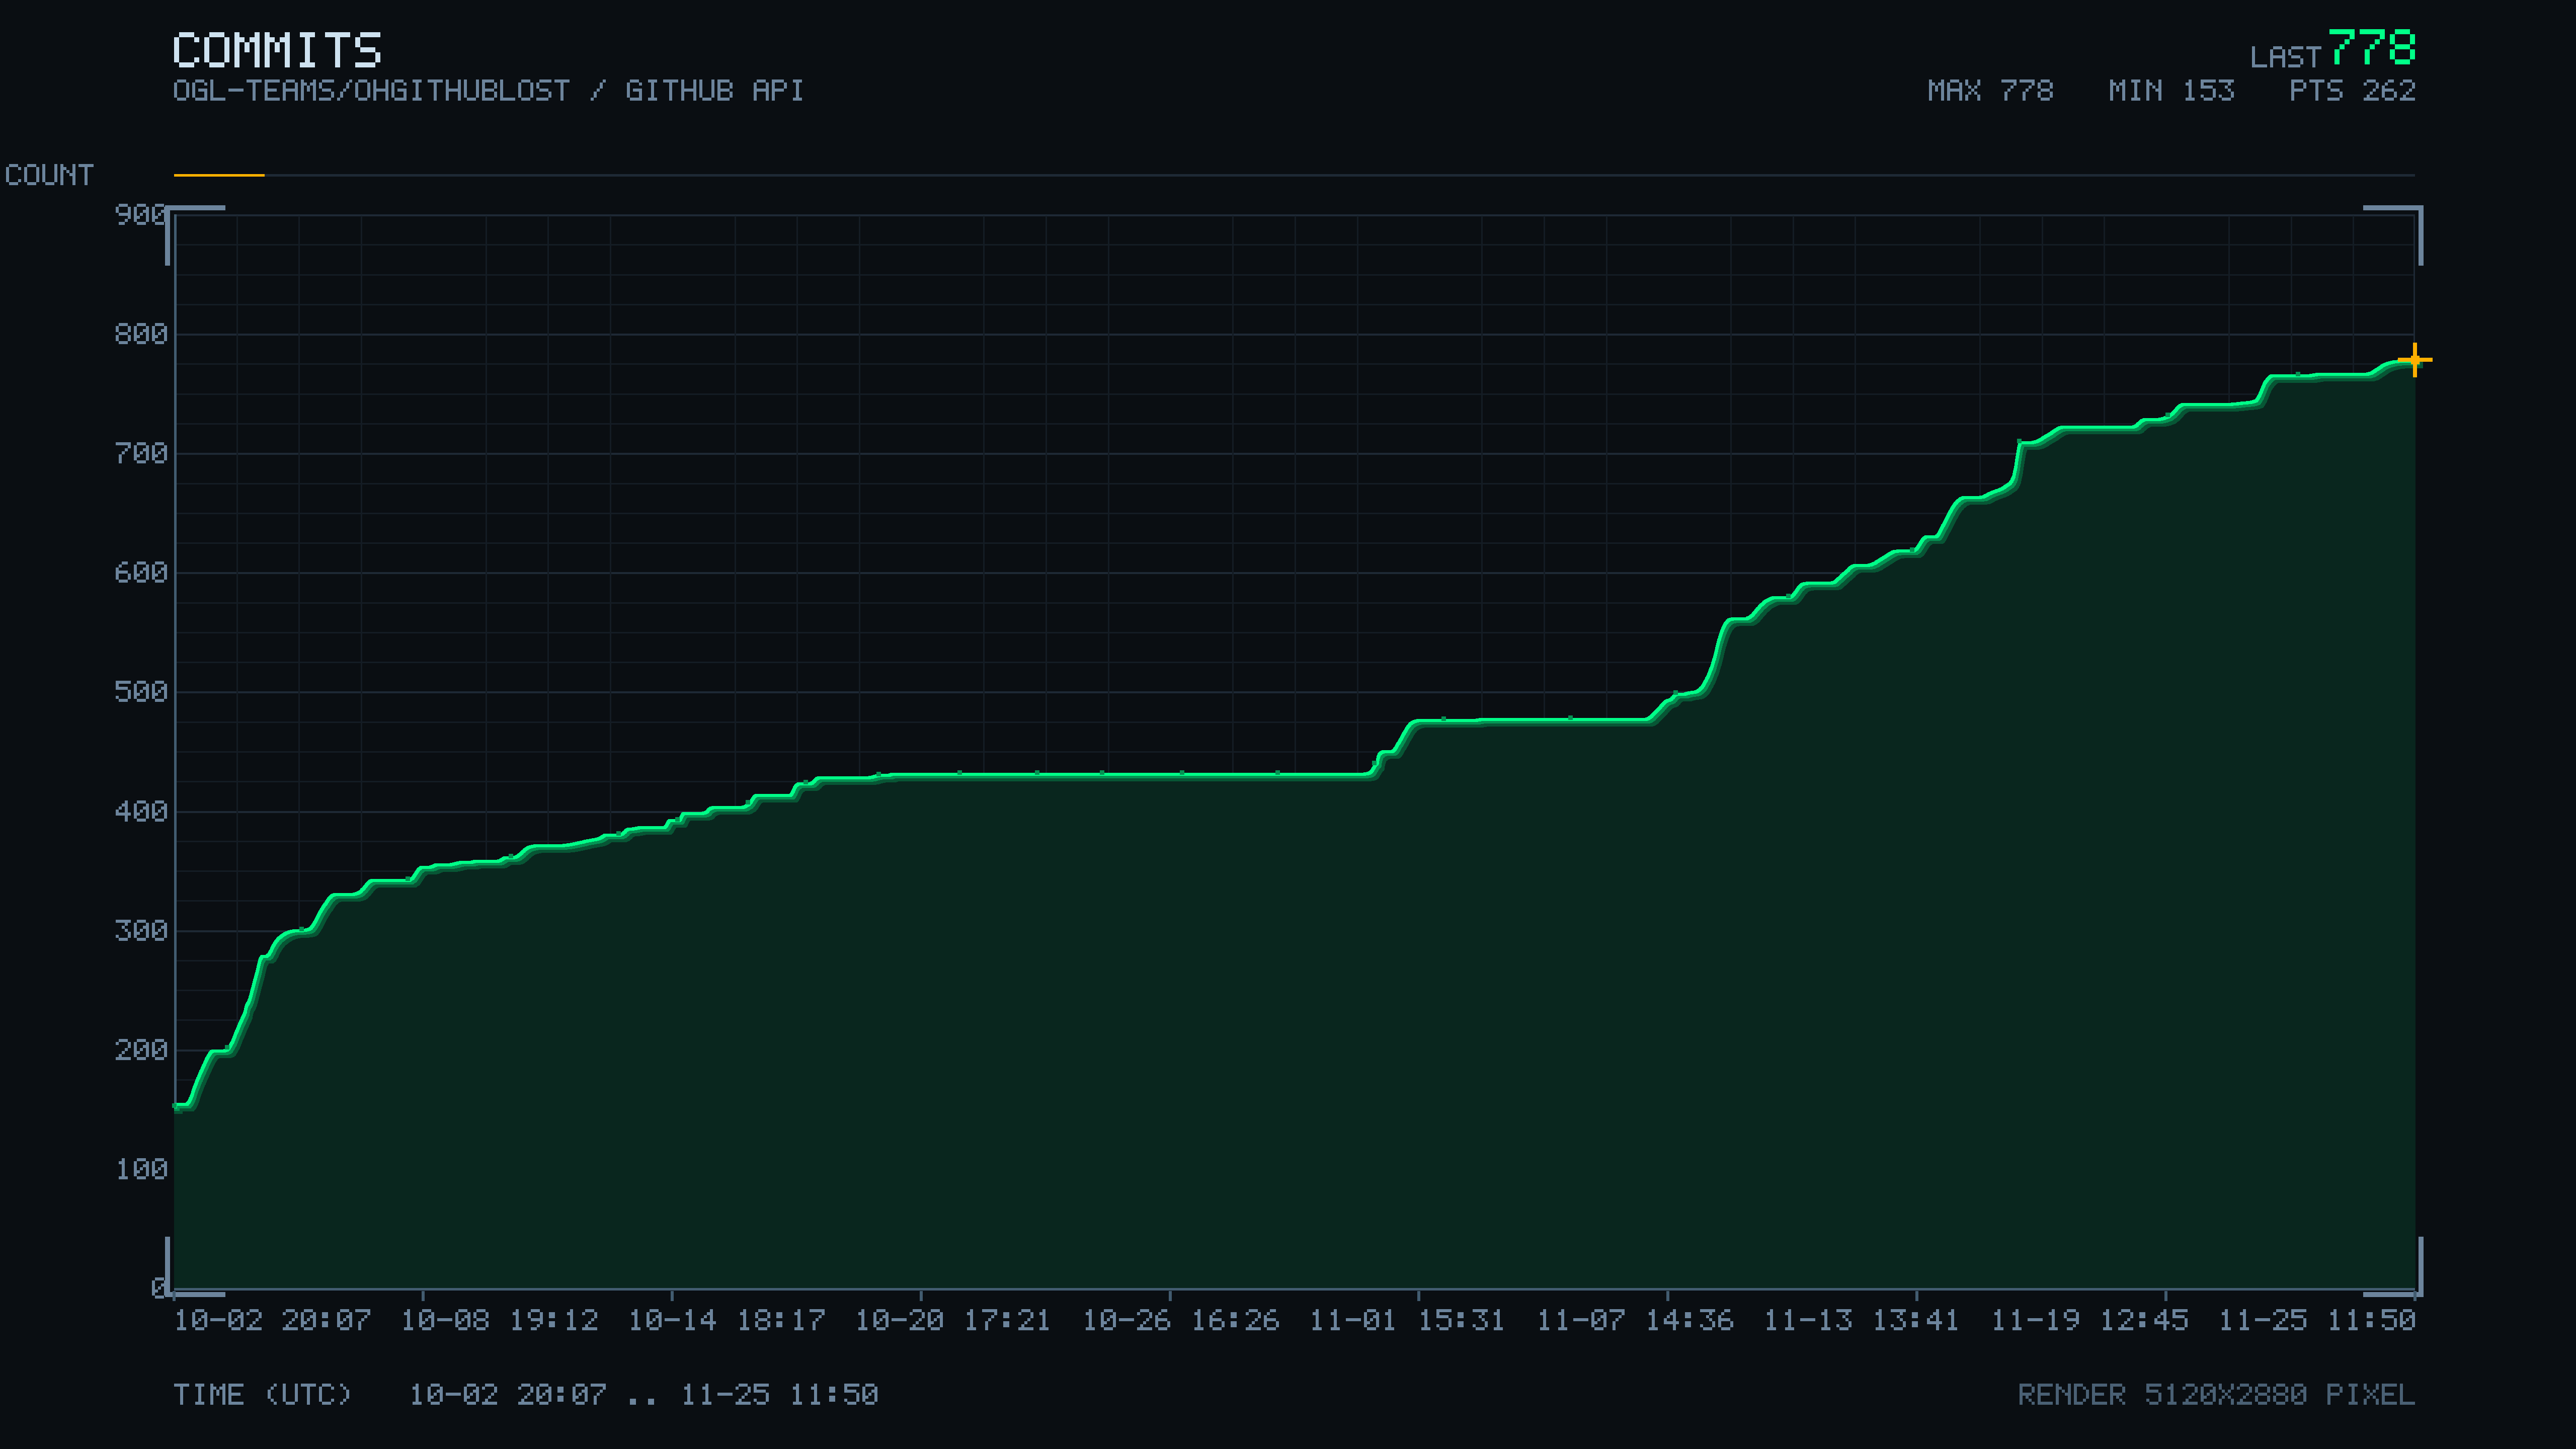 COMMITS
LAST 778
OGL-TEAMS/OHGITHUBLOST / GITHUB API
MAX 778 MIN 153 PTS 262
COUNT
900
800
700
600
500
400
300
200
100
0
10-02 20:07 10-08 19:12 10-14 18:17 10-20 17:21 10-26 16:26 11-01 15:31 11-07 14:36 11-13 13:41 11-19 12:45 11-25 11:50
TIME (UTC) 10-02 20:07 .. 11-25 11:50
RENDER 5120X2880 PIXEL